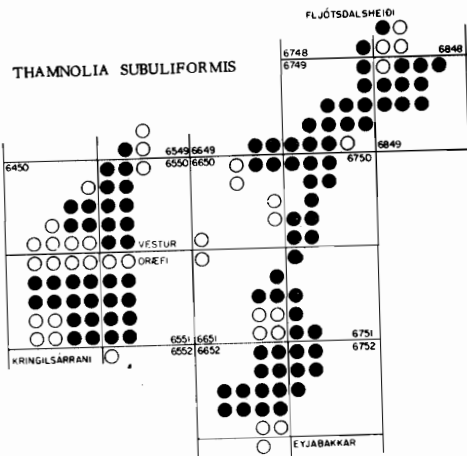 FLJÓTSDALSHEIÐI
THAMNOLIA SUBULIFORMIS
6748
6848
6749
6450
6549 6649
6550 6650
6750
6849
VESTUR
ÖRÆFI
6551 6651
6751
KRINGILSÁRRANI
6552 6652
6752
EYJABAKKAR